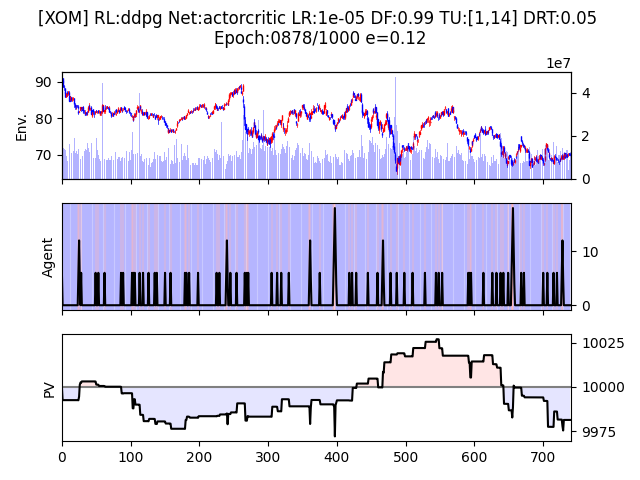 [XOM] RL:ddpg Net:actorcritic LR:1e-05 DF:0.99 TU:[1,14] DRT:0.05
Epoch:0878/1000 e=0.12
1e7
90
80
70
Env.
4
2
0
Agent
10
0
PV
10025
10000
9975
0 100 200 300 400 500 600 700